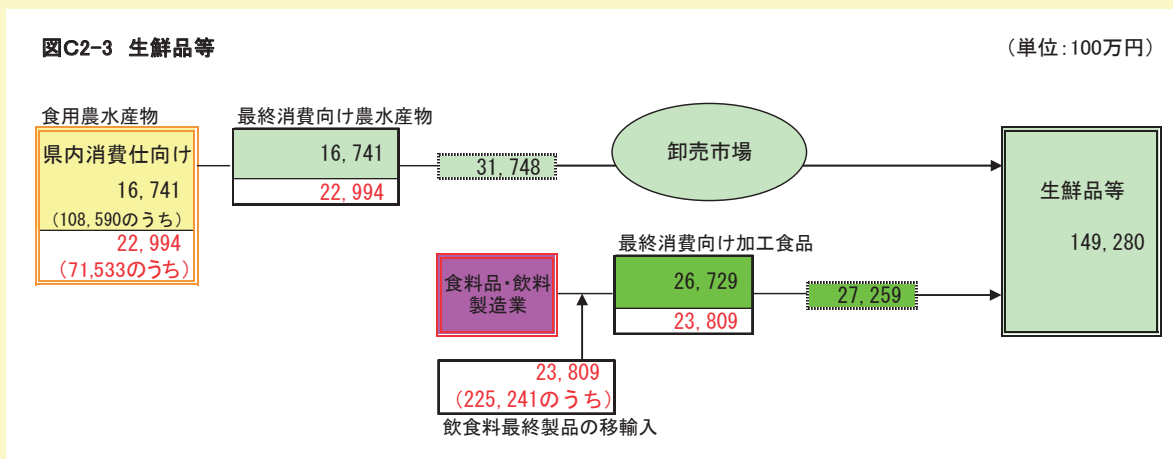 図C2-3 生鮮品等
(単位:100万円)
食用農水産物
県内消費仕向け
16,741
(108,590のうち)
22,994
(71,533のうち)
最終消費向け農水産物
16,741
22,994
31,748
卸売市場
生鮮品等
149,280
食料品・飲料
製造業
最終消費向け加工食品
26,729
23,809
27,259
23,809
(225,241のうち)
飲食料最終製品の移輸入